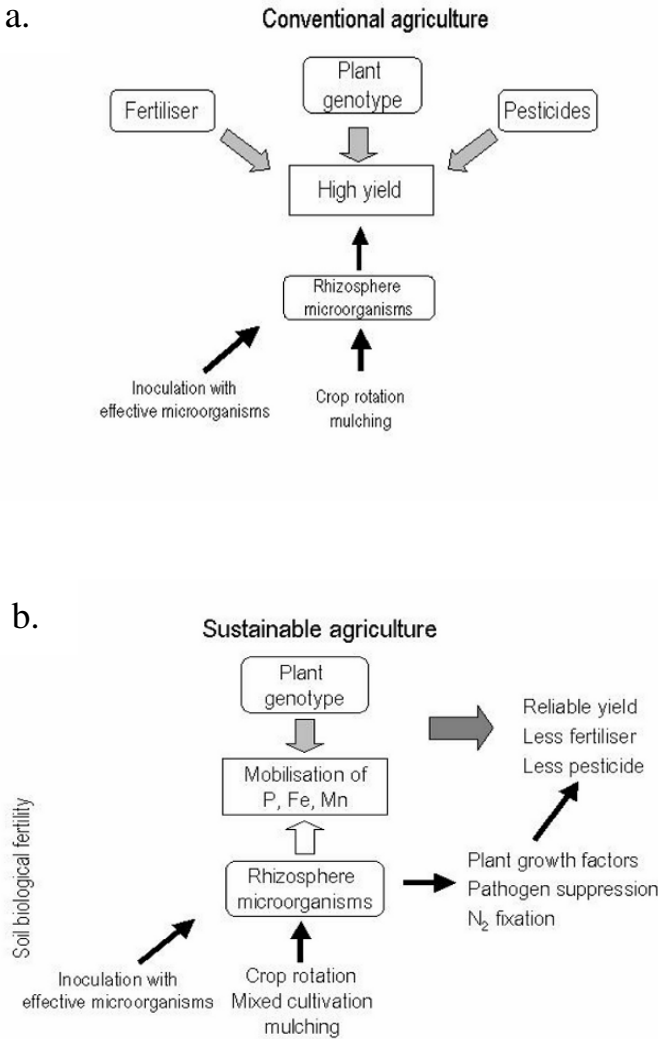 a.
Conventional agriculture
Plant
genotype
Fertiliser
Pesticides
High yield
Rhizosphere
microorganisms
Inoculation with
effective microorganisms
Crop rotation
mulching
b.
Sustainable agriculture
Plant
genotype
Reliable yield
Less fertiliser
Less pesticide
Mobilisation of
P, Fe, Mn
Soil biological fertility
Rhizosphere
microorganisms
Plant growth factors
Pathogen suppression
N₂ fixation
Inoculation with
effective microorganisms
Crop rotation
Mixed cultivation
mulching